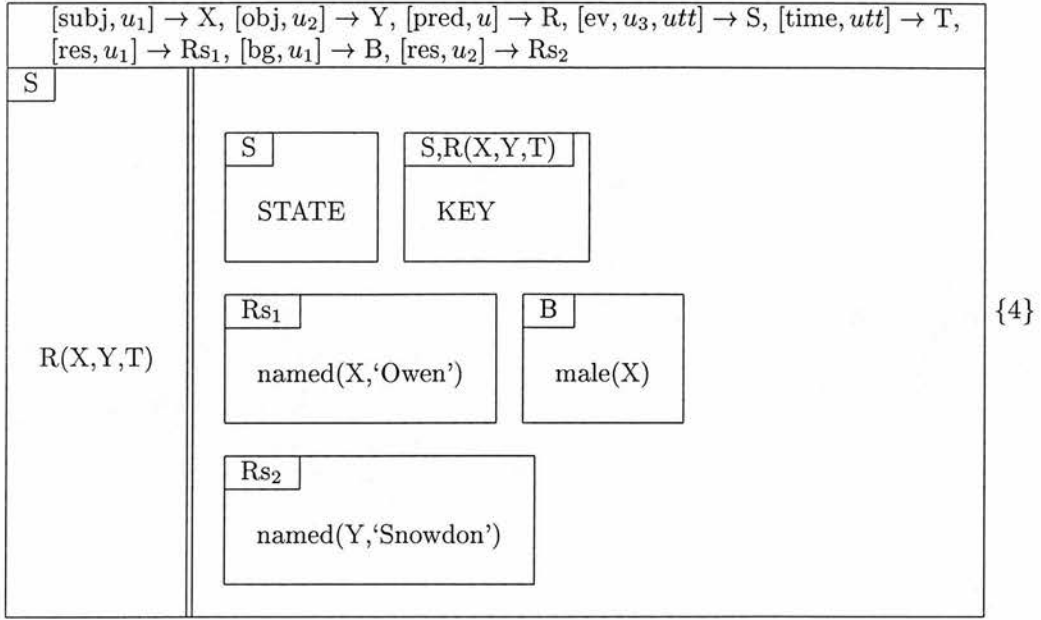 [subj, u₁] → X, [obj, u₂] → Y, [pred, u] → R, [ev, u₃, utt] → S, [time, utt] → T,
[res, u₁] → Rs₁, [bg, u₁] → B, [res, u₂] → Rs₂
S
S S,R(X,Y,T)
STATE KEY
Rs₁ B
{4}
R(X,Y,T) named(X,‘Owen’) male(X)
Rs₂
named(Y,‘Snowdon’)